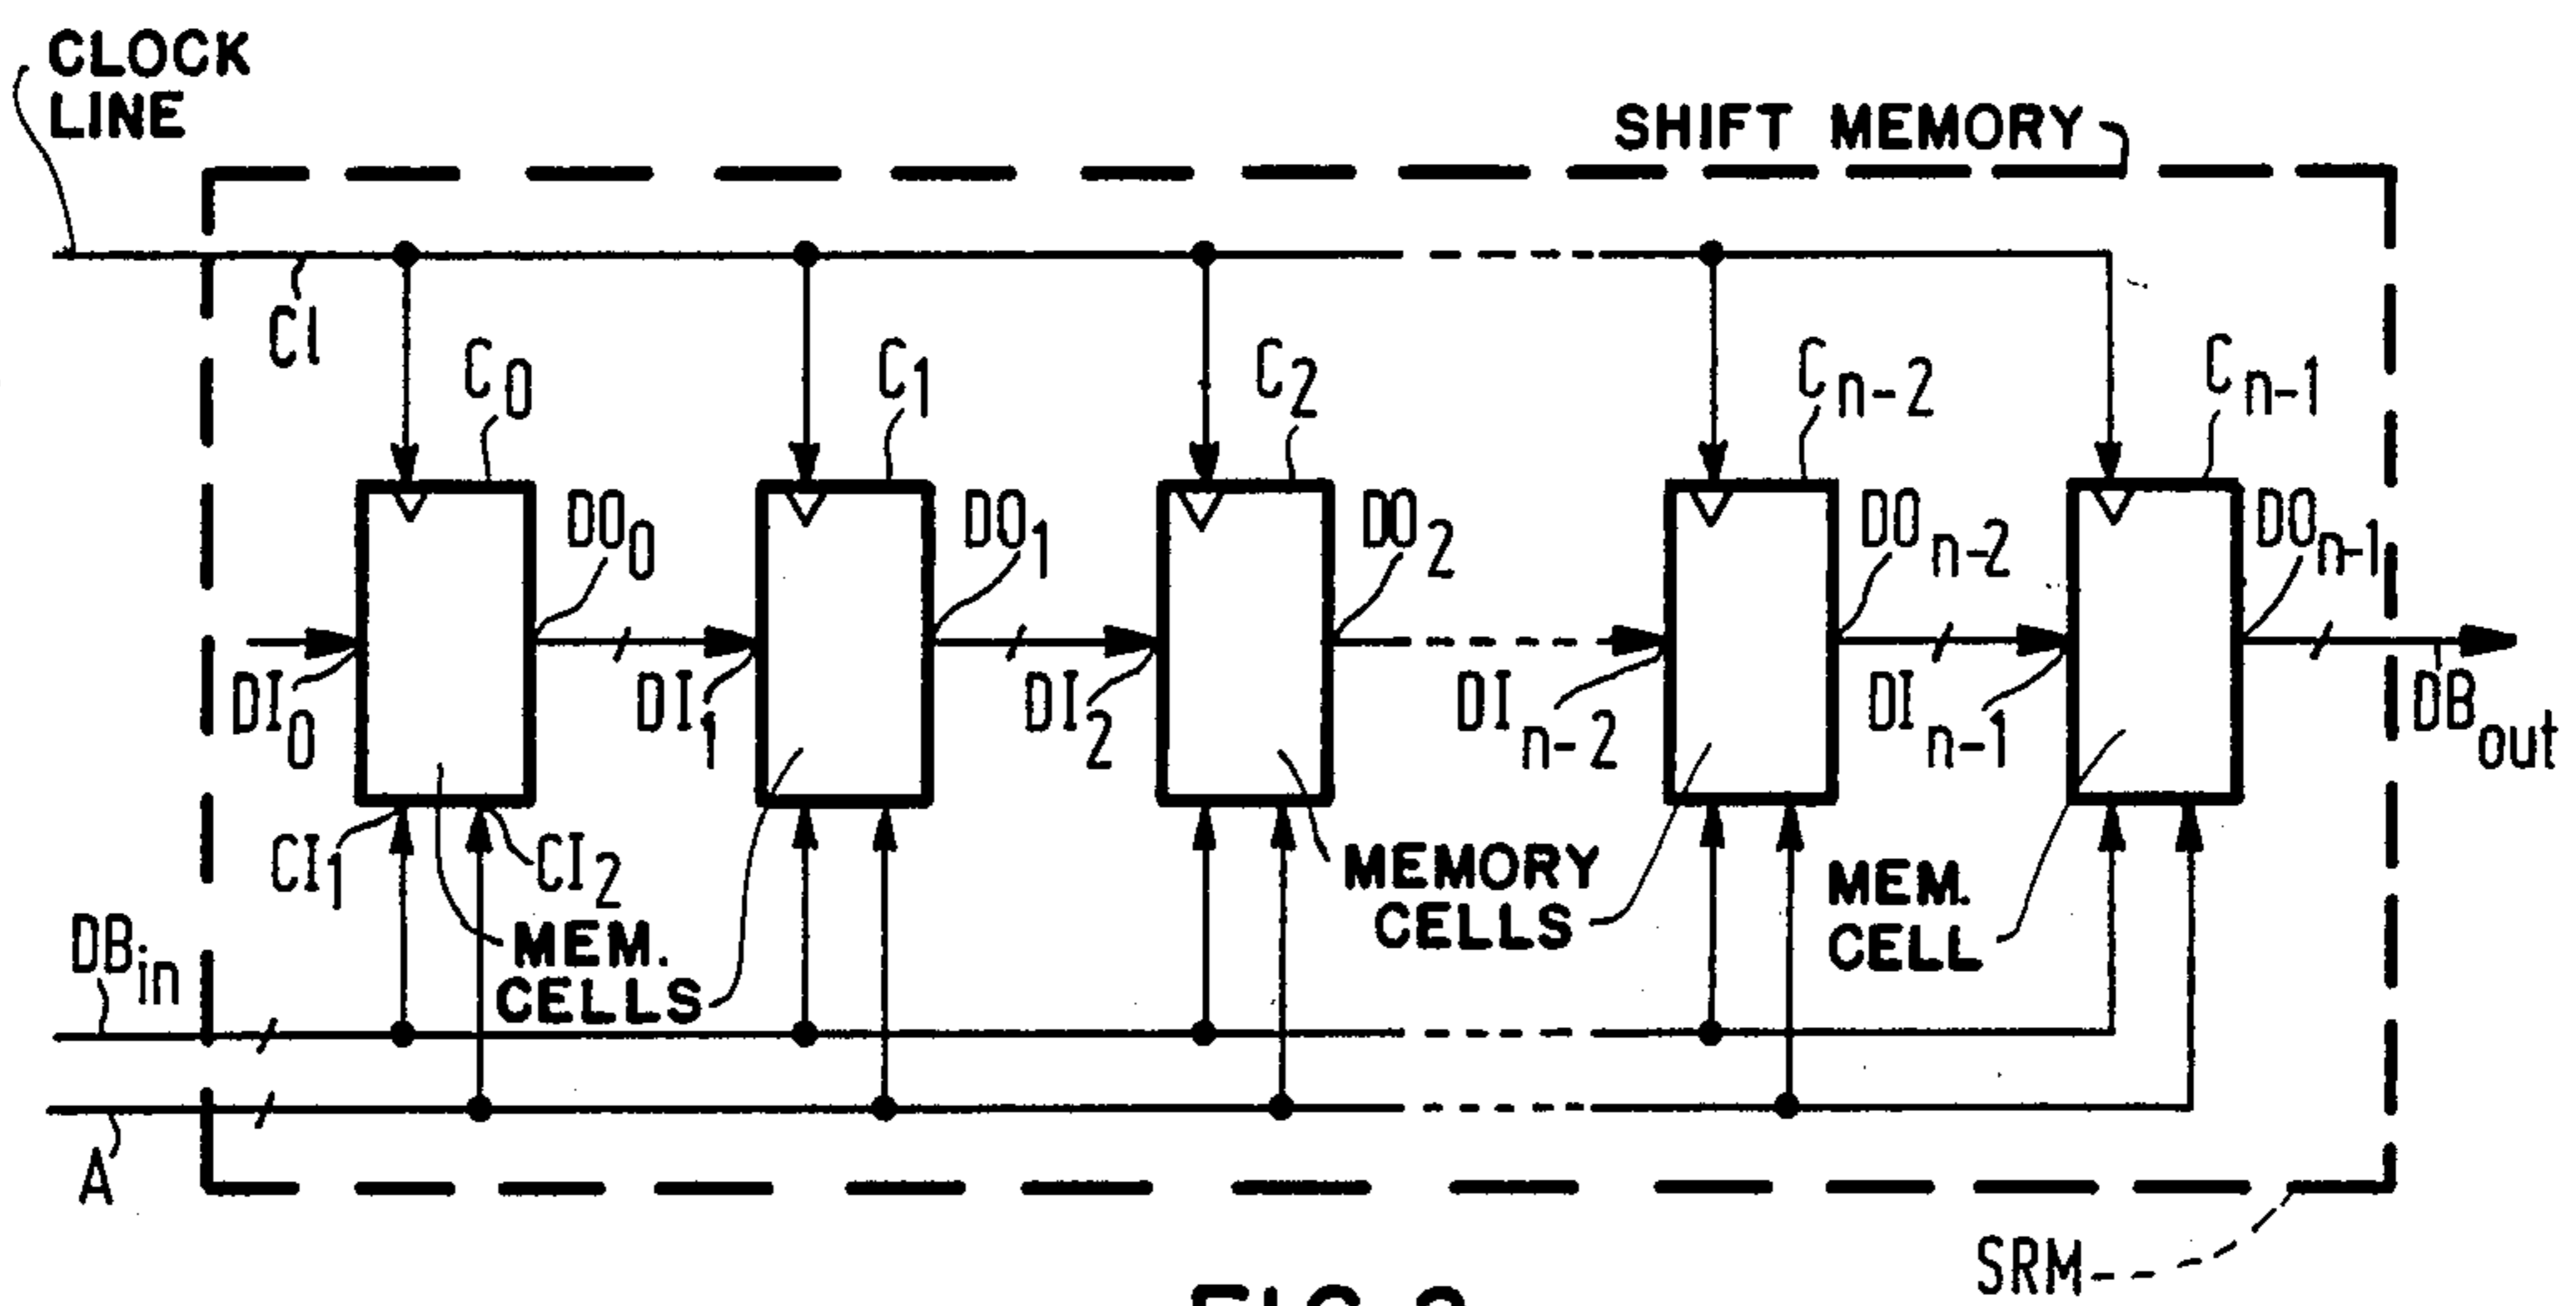 CLOCK
LINE
SHIFT MEMORY
Cl
C0
C1
C2
Cn-2
Cn-1
DO0
DO1
DO2
DOn-2
DOn-1
DI0
DI1
DI2
DIn-2
DIn-1
DBout
CI1
CI2
MEMORY
CELLS
MEM.
CELL
DBin
MEM.
CELLS
A
SRM